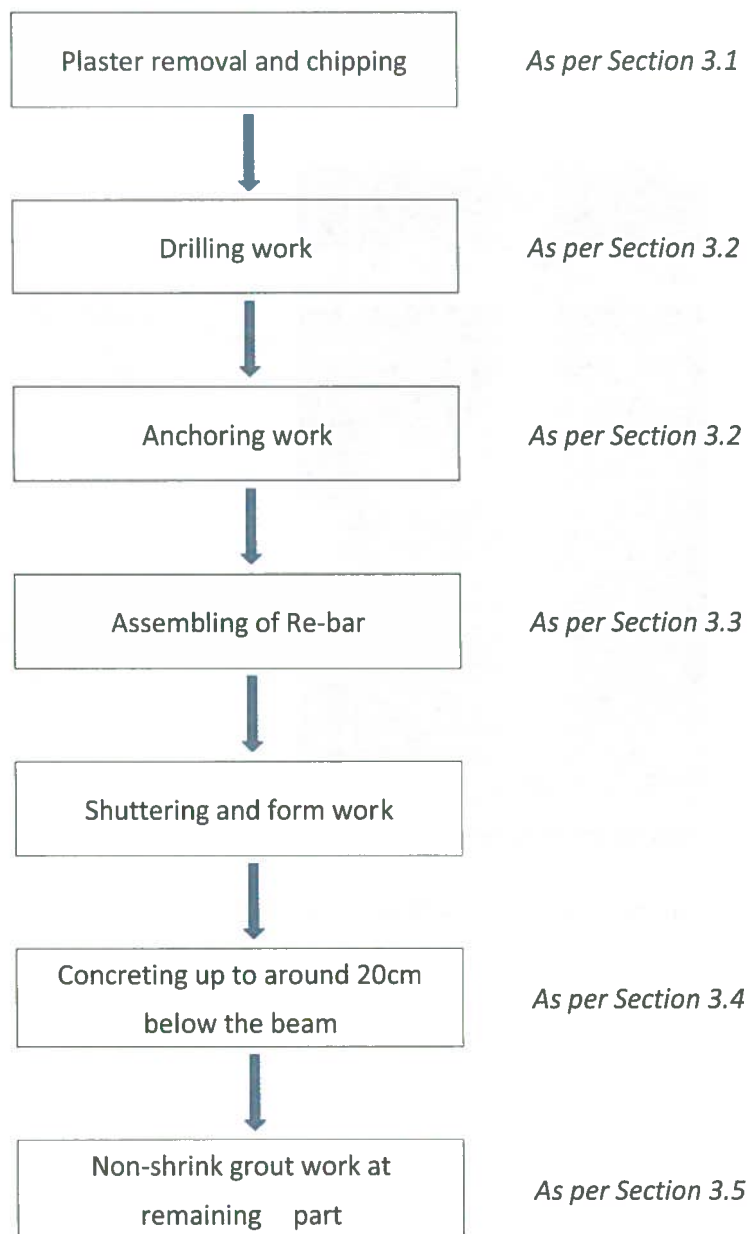 Plaster removal and chipping As per Section 3.1
Drilling work As per Section 3.2
Anchoring work As per Section 3.2
Assembling of Re-bar As per Section 3.3
Shuttering and form work
Concreting up to around 20cm
below the beam
As per Section 3.4
Non-shrink grout work at
remaining part
As per Section 3.5